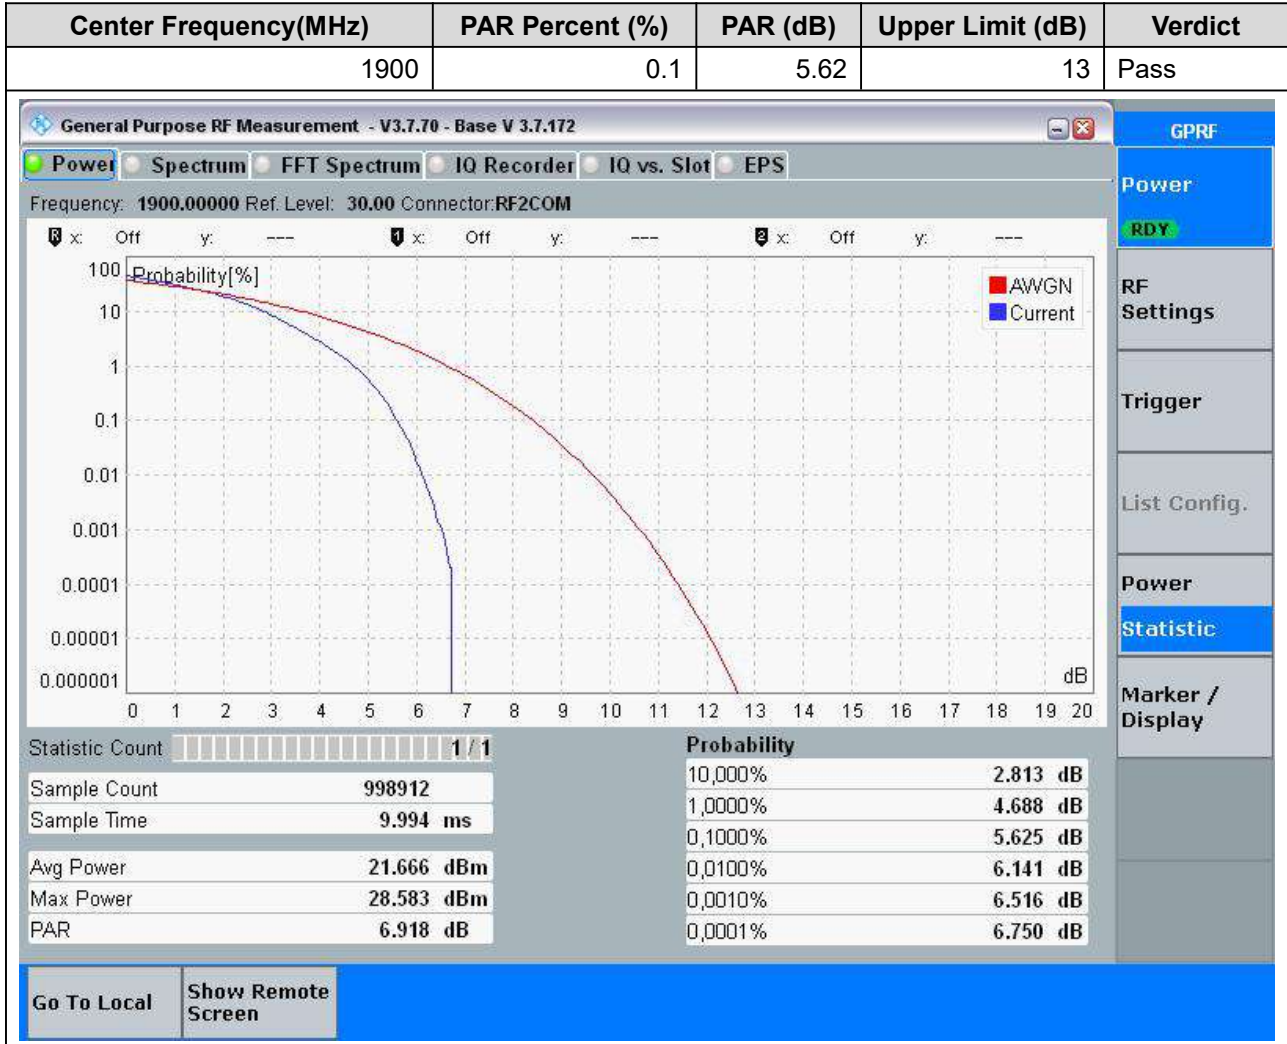 Center Frequency(MHz) PAR Percent (%) PAR (dB) Upper Limit (dB) Verdict
1900 0.1 5.62 13 Pass
General Purpose RF Measurement - V3.7.70 - Base V 3.7.172
GPRF
Power Spectrum FFT Spectrum IQ Recorder IQ vs. Slot EPS
Frequency: 1900.00000 Ref. Level: 30.00 Connector:RF2COM
R x: Off y: --- 1 x: Off y: --- 2 x: Off y: ---
Probability[%]
100
10
1
0.1
0.01
0.001
0.0001
0.00001
0.000001
AWGN
Current
dB
0 1 2 3 4 5 6 7 8 9 10 11 12 13 14 15 16 17 18 19 20
Statistic Count 1 / 1
Sample Count 998912
Sample Time 9.994 ms
Avg Power 21.666 dBm
Max Power 28.583 dBm
PAR 6.918 dB
Probability
10,000% 2.813 dB
1,0000% 4.688 dB
0,1000% 5.625 dB
0,0100% 6.141 dB
0,0010% 6.516 dB
0,0001% 6.750 dB
Power
RDY
RF
Settings
Trigger
List Config.
Power
Statistic
Marker /
Display
Go To Local
Show Remote
Screen